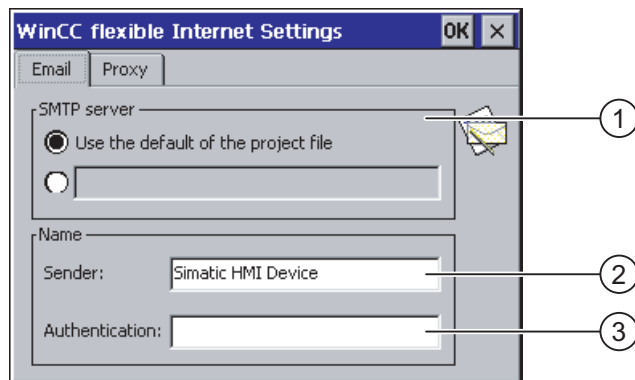 WinCC flexible Internet Settings OK ×
Email Proxy
SMTP server
1
Use the default of the project file
Name
Sender: Simatic HMI Device
2
Authentication:
3